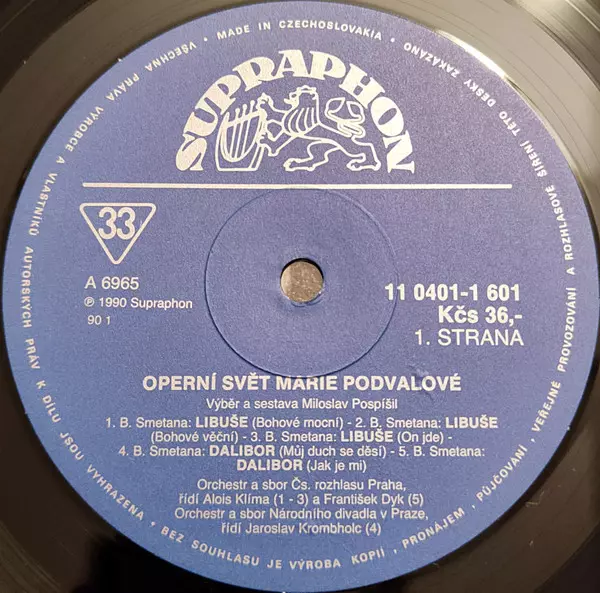 VŠECHNA PRÁVA VÝROBCE A VLASTNÍKŮ AUTORSKÝCH PRÁV K DÍLU JSOU VYHRAZENA • BEZ SOUHLASU JE VÝROBA KOPIÍ, PRONÁJEM, PŮJČOVÁNÍ, VEŘEJNÉ PROVOZOVÁNÍ A ROZHLASOVÉ ŠÍŘENÍ TÉTO DESKY ZAKÁZÁNO • MADE IN CZECHOSLOVAKIA •
SUPRAPHON
33
A 6965
℗ 1990 Supraphon
90 1
11 0401-1 601
Kčs 36,-
1. STRANA
OPERNÍ SVĚT MARIE PODVALOVÉ
Výběr a sestava Miloslav Pospíšil
1. B. Smetana: LIBUŠE (Bohové mocní) - 2. B. Smetana: LIBUŠE
(Bohové věční) - 3. B. Smetana: LIBUŠE (On jde) -
4. B. Smetana: DALIBOR (Můj duch se děsí) - 5. B. Smetana:
DALIBOR (Jak je mi)
Orchestr a sbor Čs. rozhlasu Praha,
řídí Alois Klíma (1 - 3) a František Dyk (5)
Orchestr a sbor Národního divadla v Praze,
řídí Jaroslav Krombholc (4)